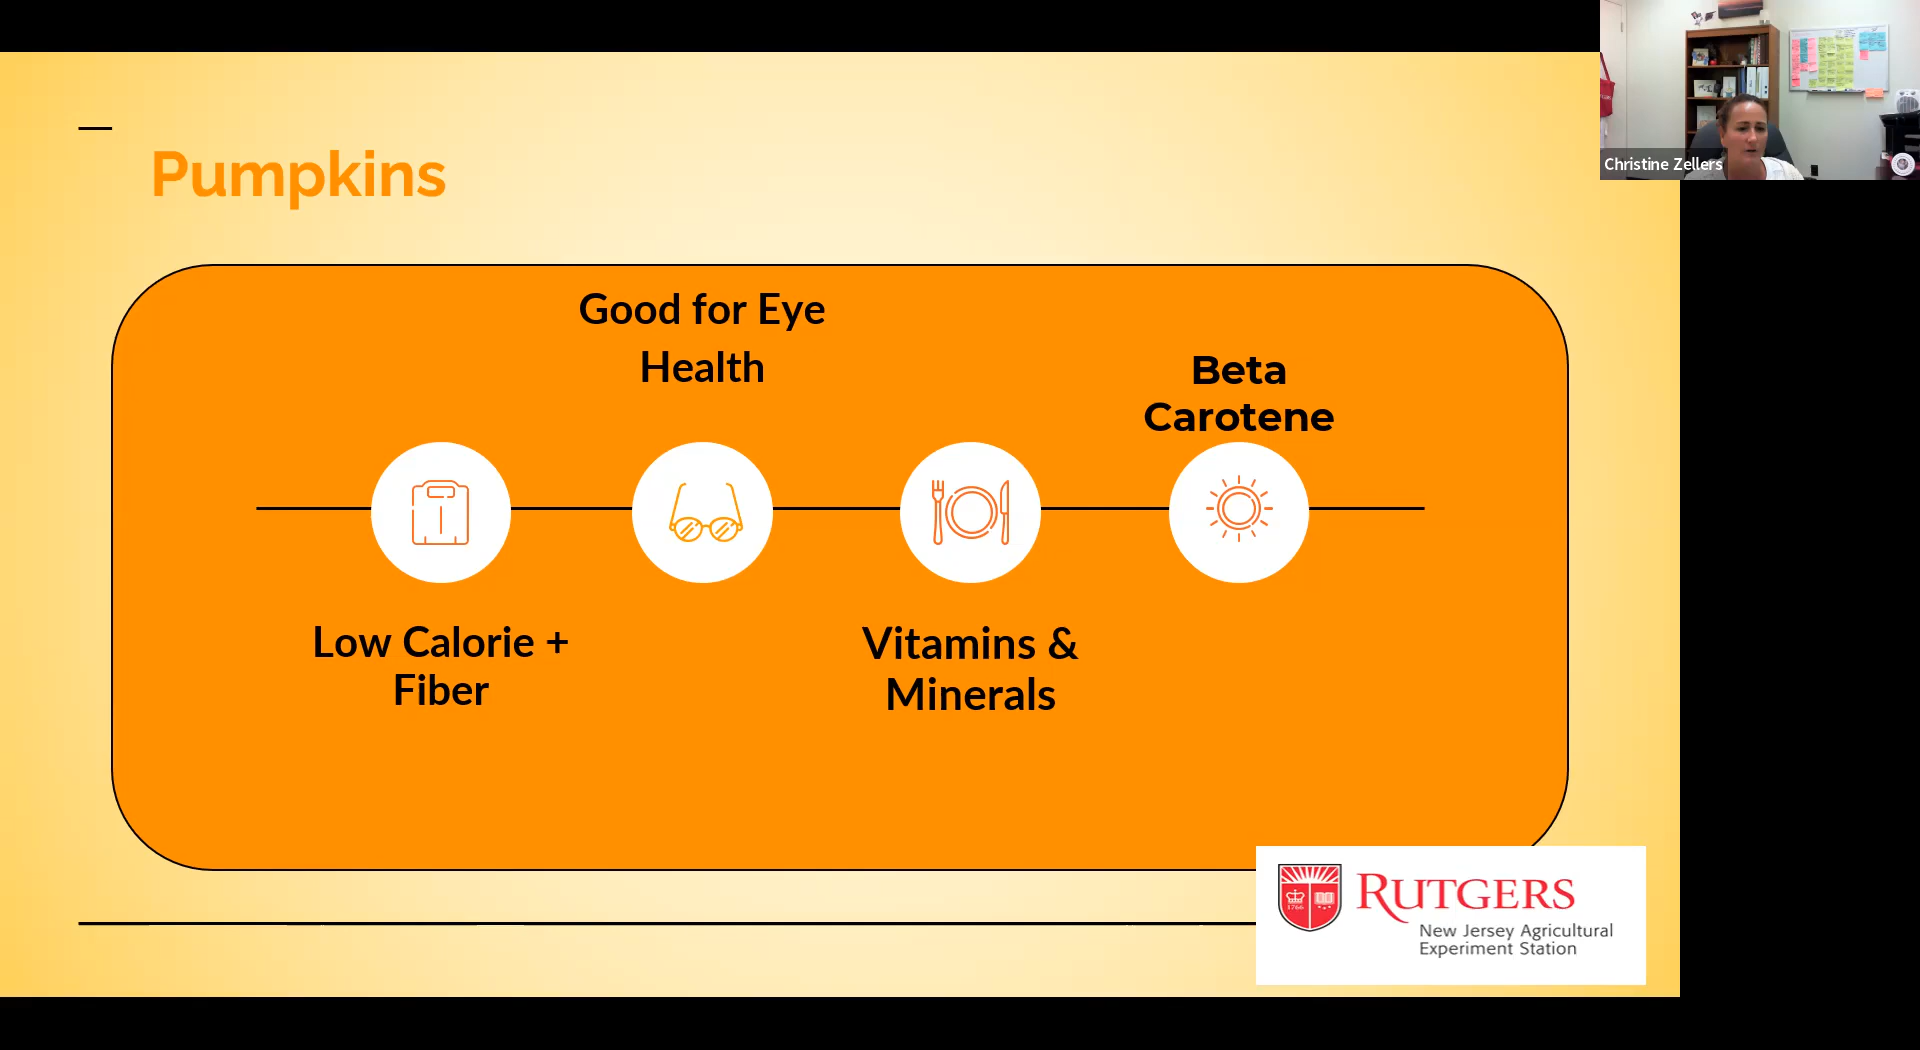 Pumpkins
Good for Eye
Health
Beta
Carotene
Low Calorie +
Fiber
Vitamins &
Minerals
Christine Zellers
1766
RUTGERS
New Jersey Agricultural
Experiment Station